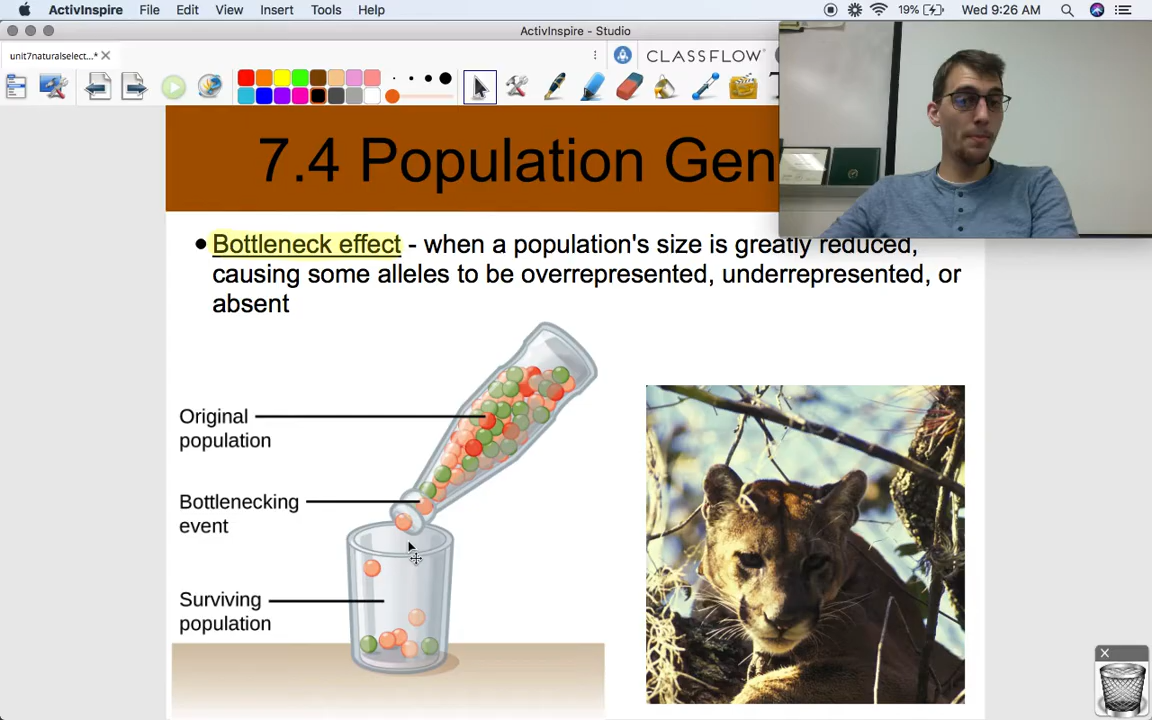 ActivInspire File Edit View Insert Tools Help 19% Wed 9:26 AM
ActivInspire - Studio
unit7naturalselect...*
CLASSFLOW
7.4 Population Gen
Bottleneck effect - when a population's size is greatly reduced,
causing some alleles to be overrepresented, underrepresented, or
absent
Original
population
Bottlenecking
event
Surviving
population